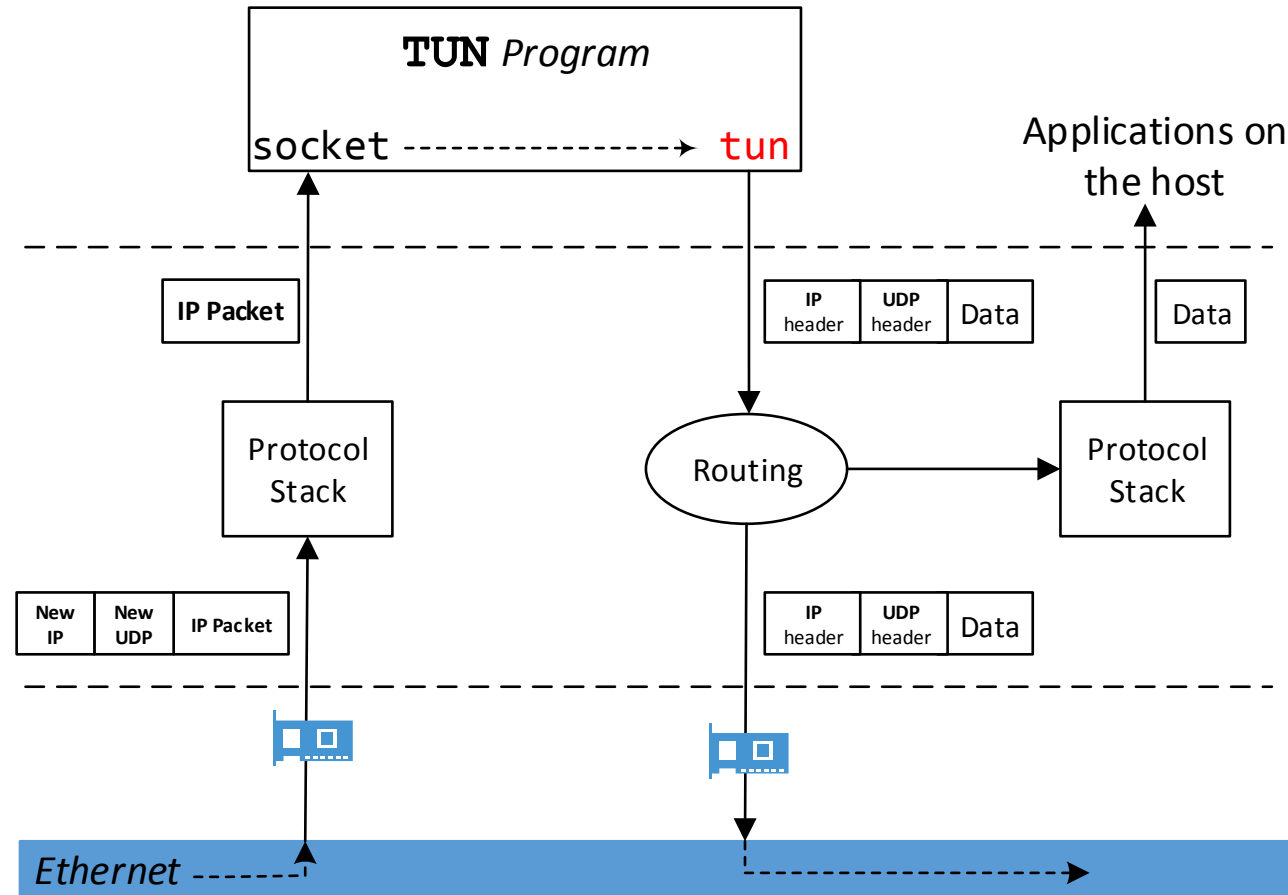 TUN Program
socket
tun
Applications on
the host
IP Packet
IP
header
UDP
header
Data
Data
Protocol
Stack
Routing
Protocol
Stack
New
IP
New
UDP
IP Packet
IP
header
UDP
header
Data
Ethernet